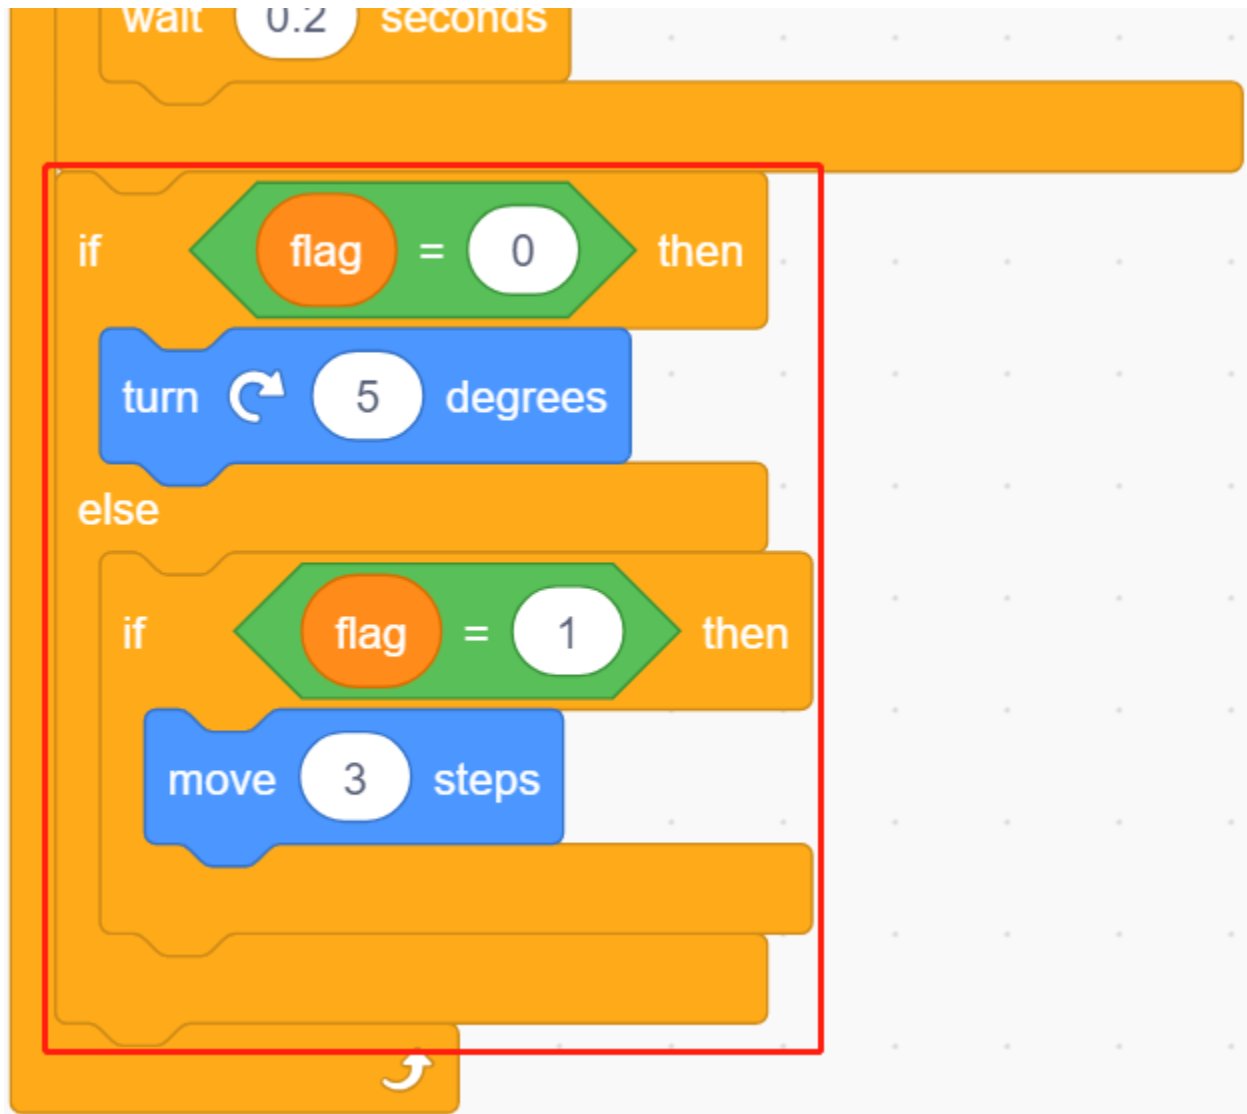 wait 0.2 seconds
if flag = 0 then
turn 5 degrees
else
if flag = 1 then
move 3 steps